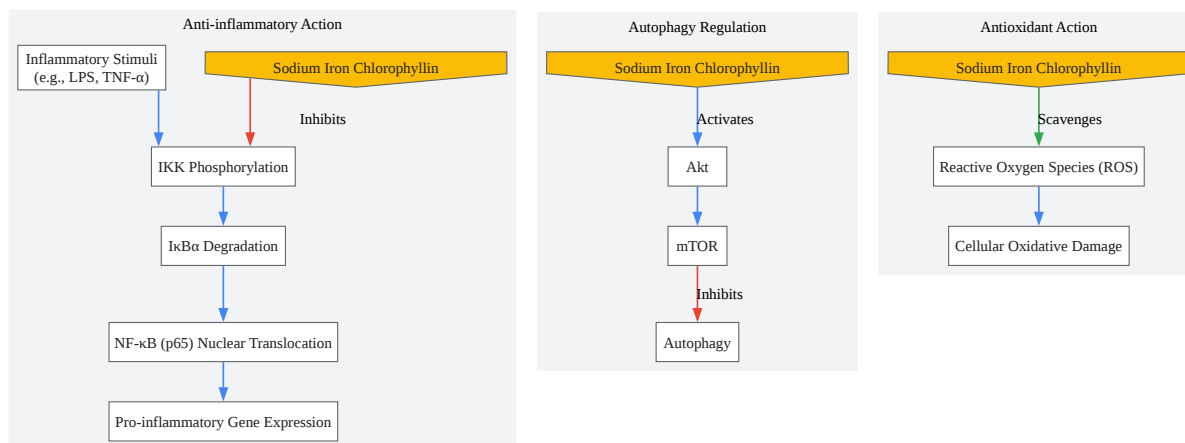 Anti-inflammatory Action
Inflammatory Stimuli
(e.g., LPS, TNF-α)
Sodium Iron Chlorophyllin
Inhibits
IKK Phosphorylation
IκBα Degradation
NF-κB (p65) Nuclear Translocation
Pro-inflammatory Gene Expression
Autophagy Regulation
Sodium Iron Chlorophyllin
Activates
Akt
mTOR
Inhibits
Autophagy
Antioxidant Action
Sodium Iron Chlorophyllin
Scavenges
Reactive Oxygen Species (ROS)
Cellular Oxidative Damage